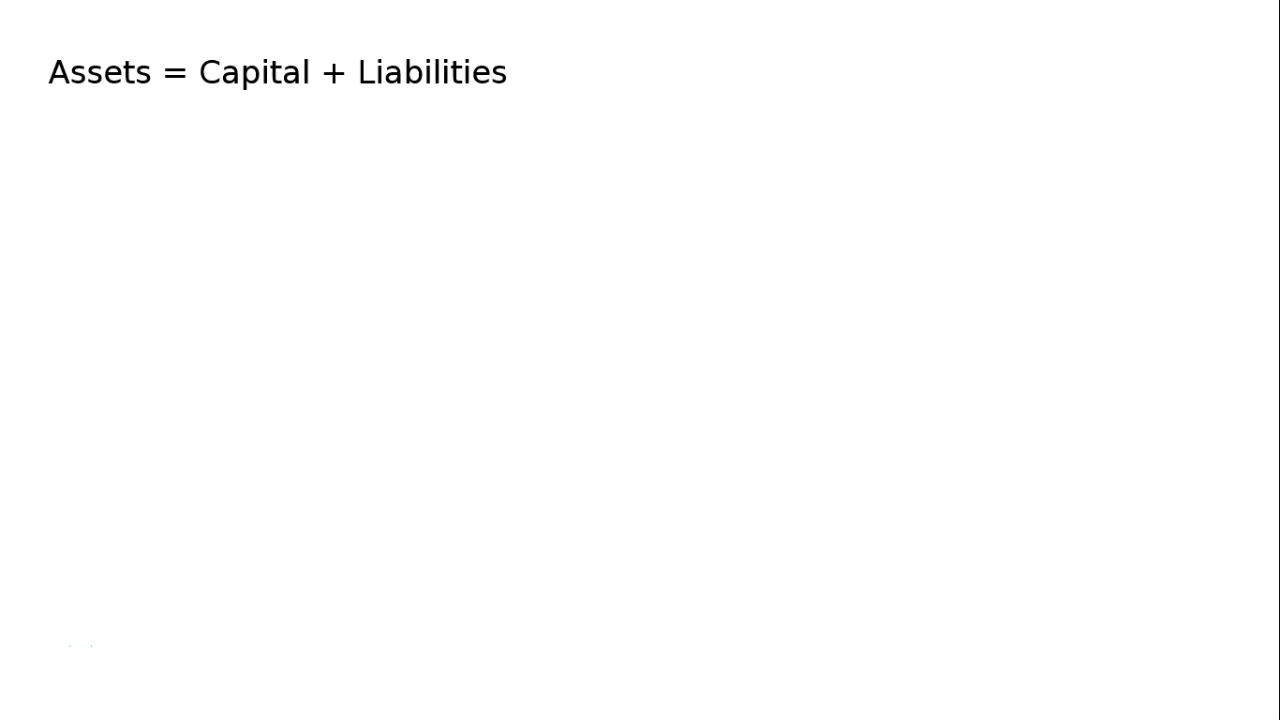 Assets = Capital + Liabilities